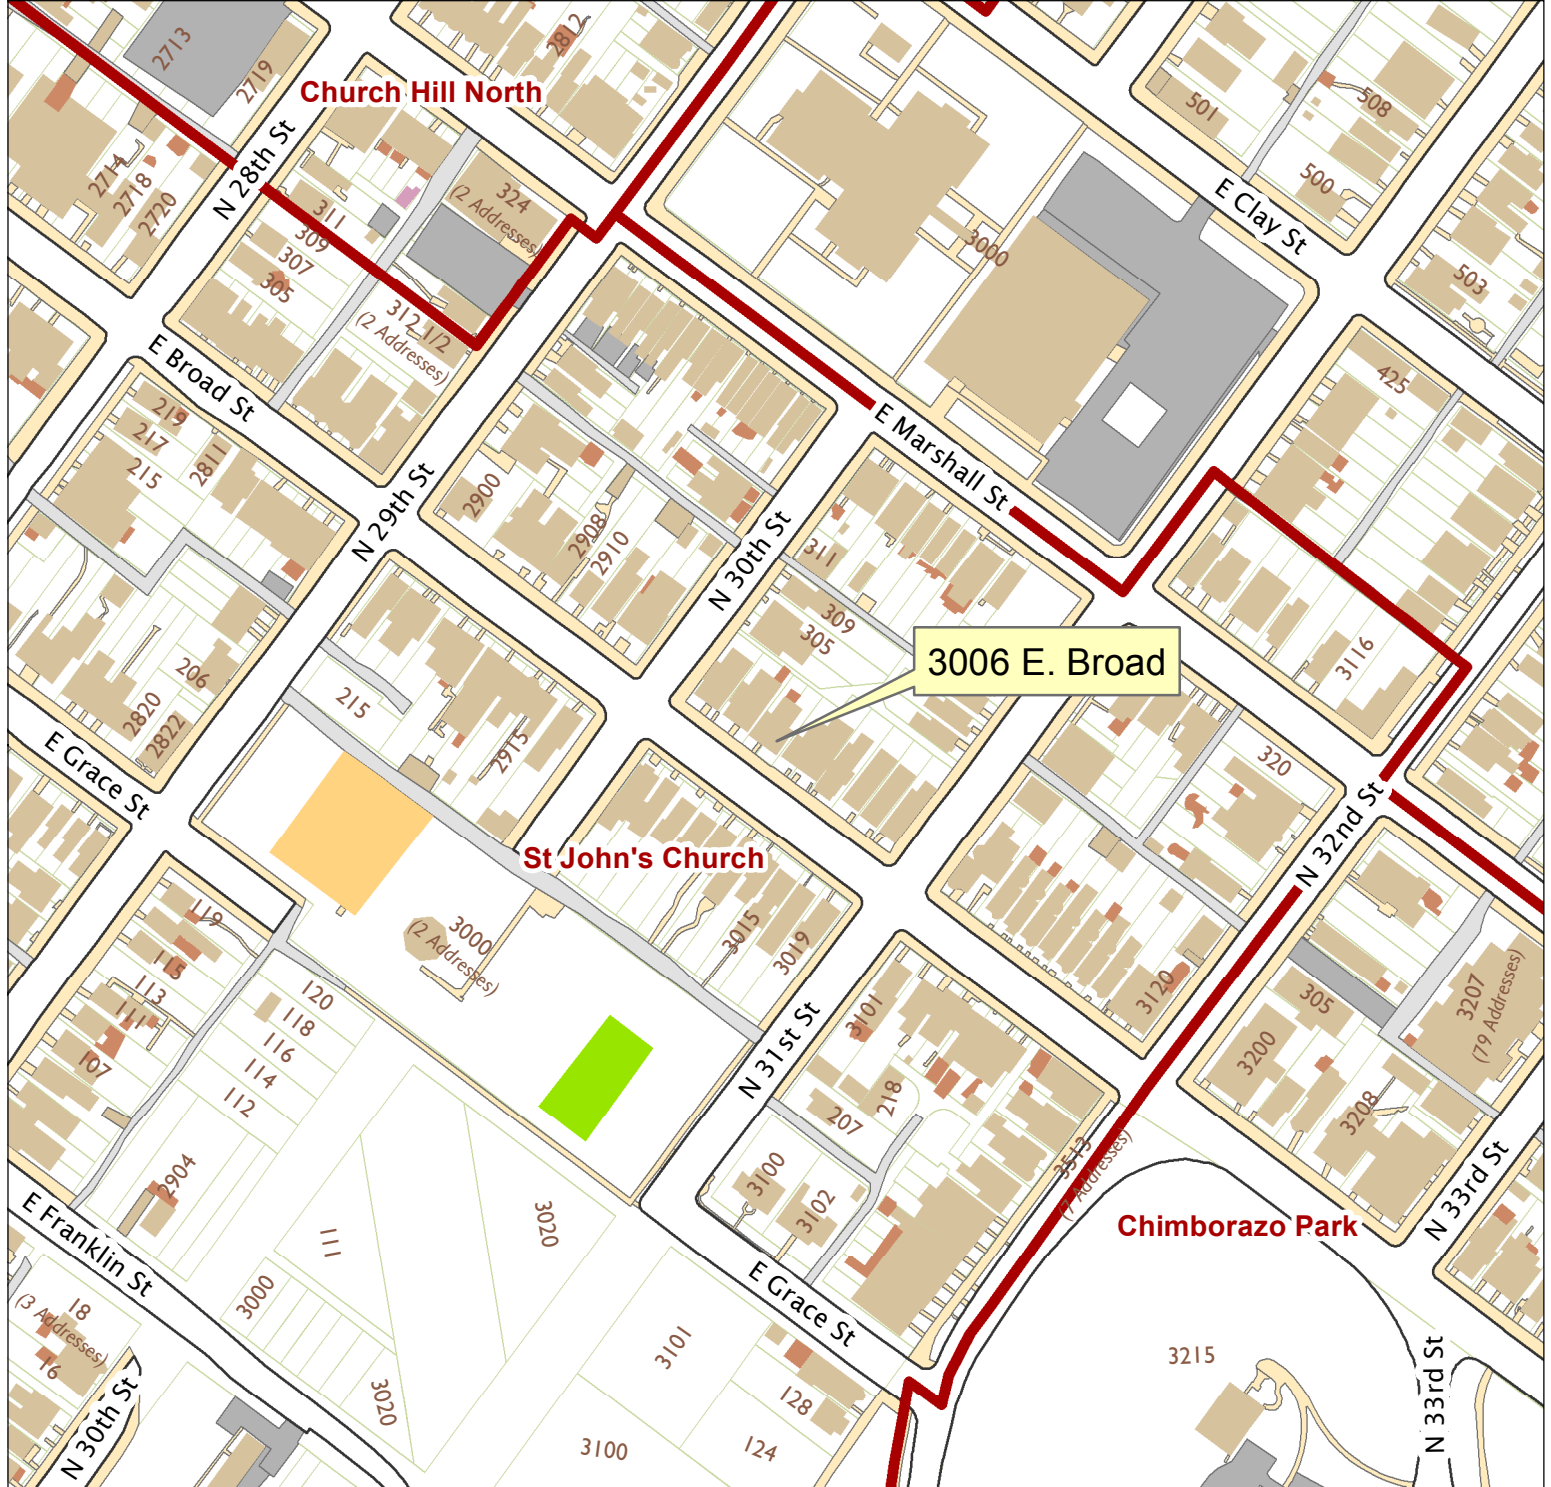 2713
2719
2812
Church Hill North
501
508
500
N 28th St
2714
2718
2720
324
(2 Addresses)
311
309
307
305
312 1/2
(2 Addresses)
3000
E Clay St
503
E Broad St
425
219
217
215
2811
E Marshall St
N 29th St
2900
2908
2910
N 30th St
311
309
305
3006 E. Broad
3116
206
2820
2822
215
2915
320
E Grace St
N 32nd St
St John's Church
119
115
113
111
107
3000
(2 Addresses)
3015
3019
3120
305
3207
(79 Addresses)
120
118
116
114
112
N 31st St
3101
3200
207
218
3208
3513
(7 Addresses)
2904
3100
3102
E Franklin St
111
3020
Chimborazo Park
N 33rd St
3000
E Grace St
18
(3 Addresses)
16
3101
3215
N 33rd St
N 30th St
3020
128
3100
124